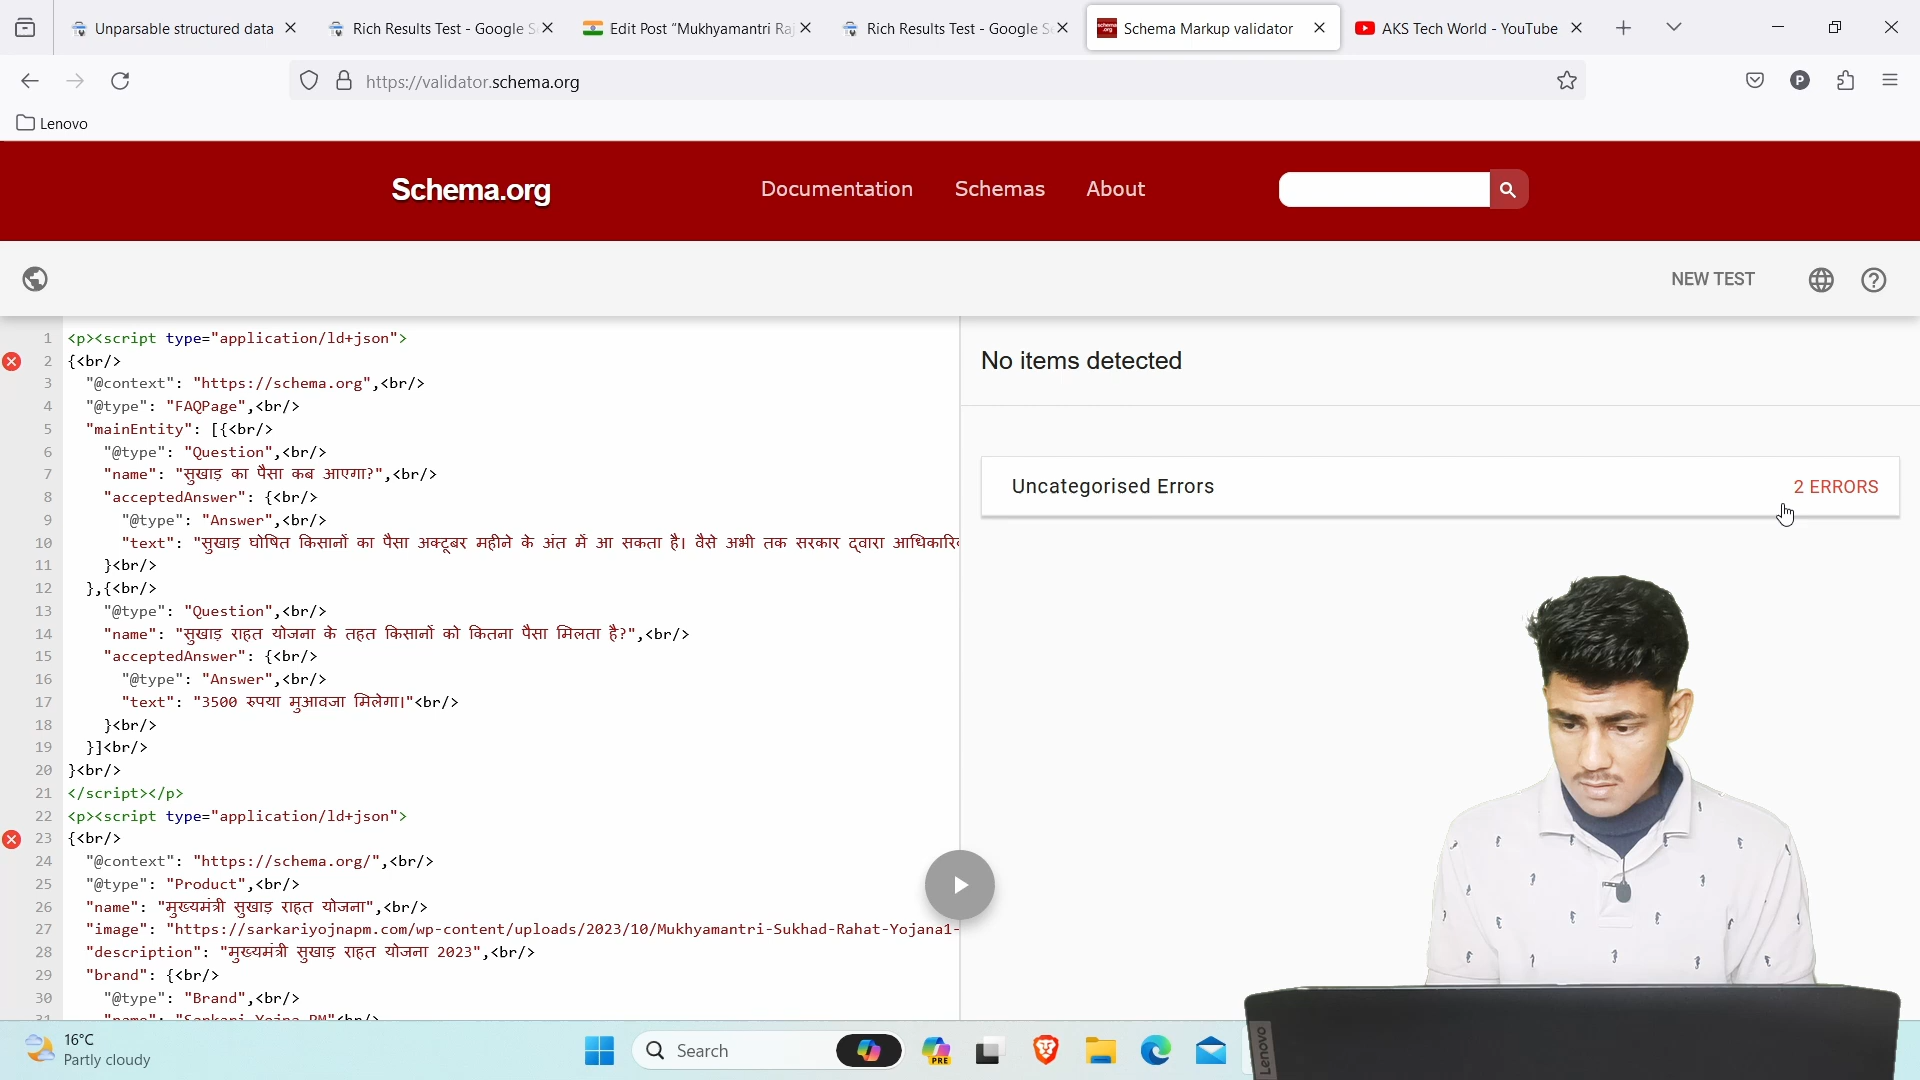 Unparsable structured data
Rich Results Test - Google S
Edit Post “Mukhyamantri Raj
Rich Results Test - Google S
Schema Markup validator
AKS Tech World - YouTube
https://validator.schema.org
P
Lenovo
Schema.org
Documentation
Schemas
About
NEW TEST
1 <p><script type="application/ld+json">
2 {<br/>
3 "@context": "https://schema.org",<br/>
4 "@type": "FAQPage",<br/>
5 "mainEntity": [{<br/>
6 "@type": "Question",<br/>
7 "name": "सुखाड़ का पैसा कब आएगा?",<br/>
8 "acceptedAnswer": {<br/>
9 "@type": "Answer",<br/>
10 "text": "सुखाड़ घोषित किसानों का पैसा अक्टूबर महीने के अंत में आ सकता है। वैसे अभी तक सरकार द्वारा
11 }<br/>
12 },{<br/>
13 "@type": "Question",<br/>
14 "name": "सुखाड़ राहत योजना के तहत किसानों को कितना पैसा मिलता है?",<br/>
15 "acceptedAnswer": {<br/>
16 "@type": "Answer",<br/>
17 "text": "3500 रुपया मुआवजा मिलेगा।"<br/>
18 }<br/>
19 }]<br/>
20 }<br/>
21 </script></p>
22 <p><script type="application/ld+json">
23 {<br/>
24 "@context": "https://schema.org/",<br/>
25 "@type": "Product",<br/>
26 "name": "मुख्यमंत्री सुखाड़ राहत योजना",<br/>
27 "image": "https://sarkariyojnapm.com/wp-content/uploads/2023/10/Mukhyamantri-Sukhad-Rahat-Yojana1-
28 "description": "मुख्यमंत्री सुखाड़ राहत योजना 2023",<br/>
29 "brand": {<br/>
30 "@type": "Brand",<br/>
31 "name": "Sarkari Yojna PM"<br/>
No items detected
Uncategorised Errors
2 ERRORS
16°C
Partly cloudy
Search
PRE
Lenovo